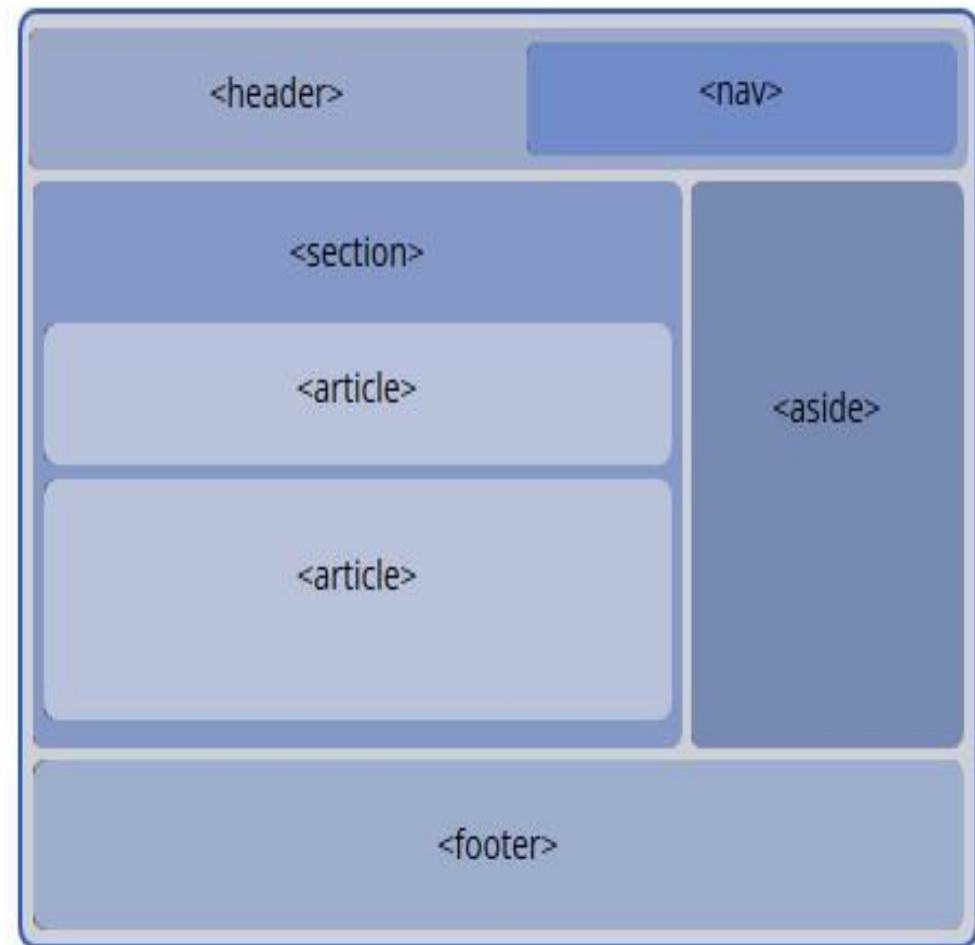 <header>
<nav>
<section>
<article>
<aside>
<article>
<footer>